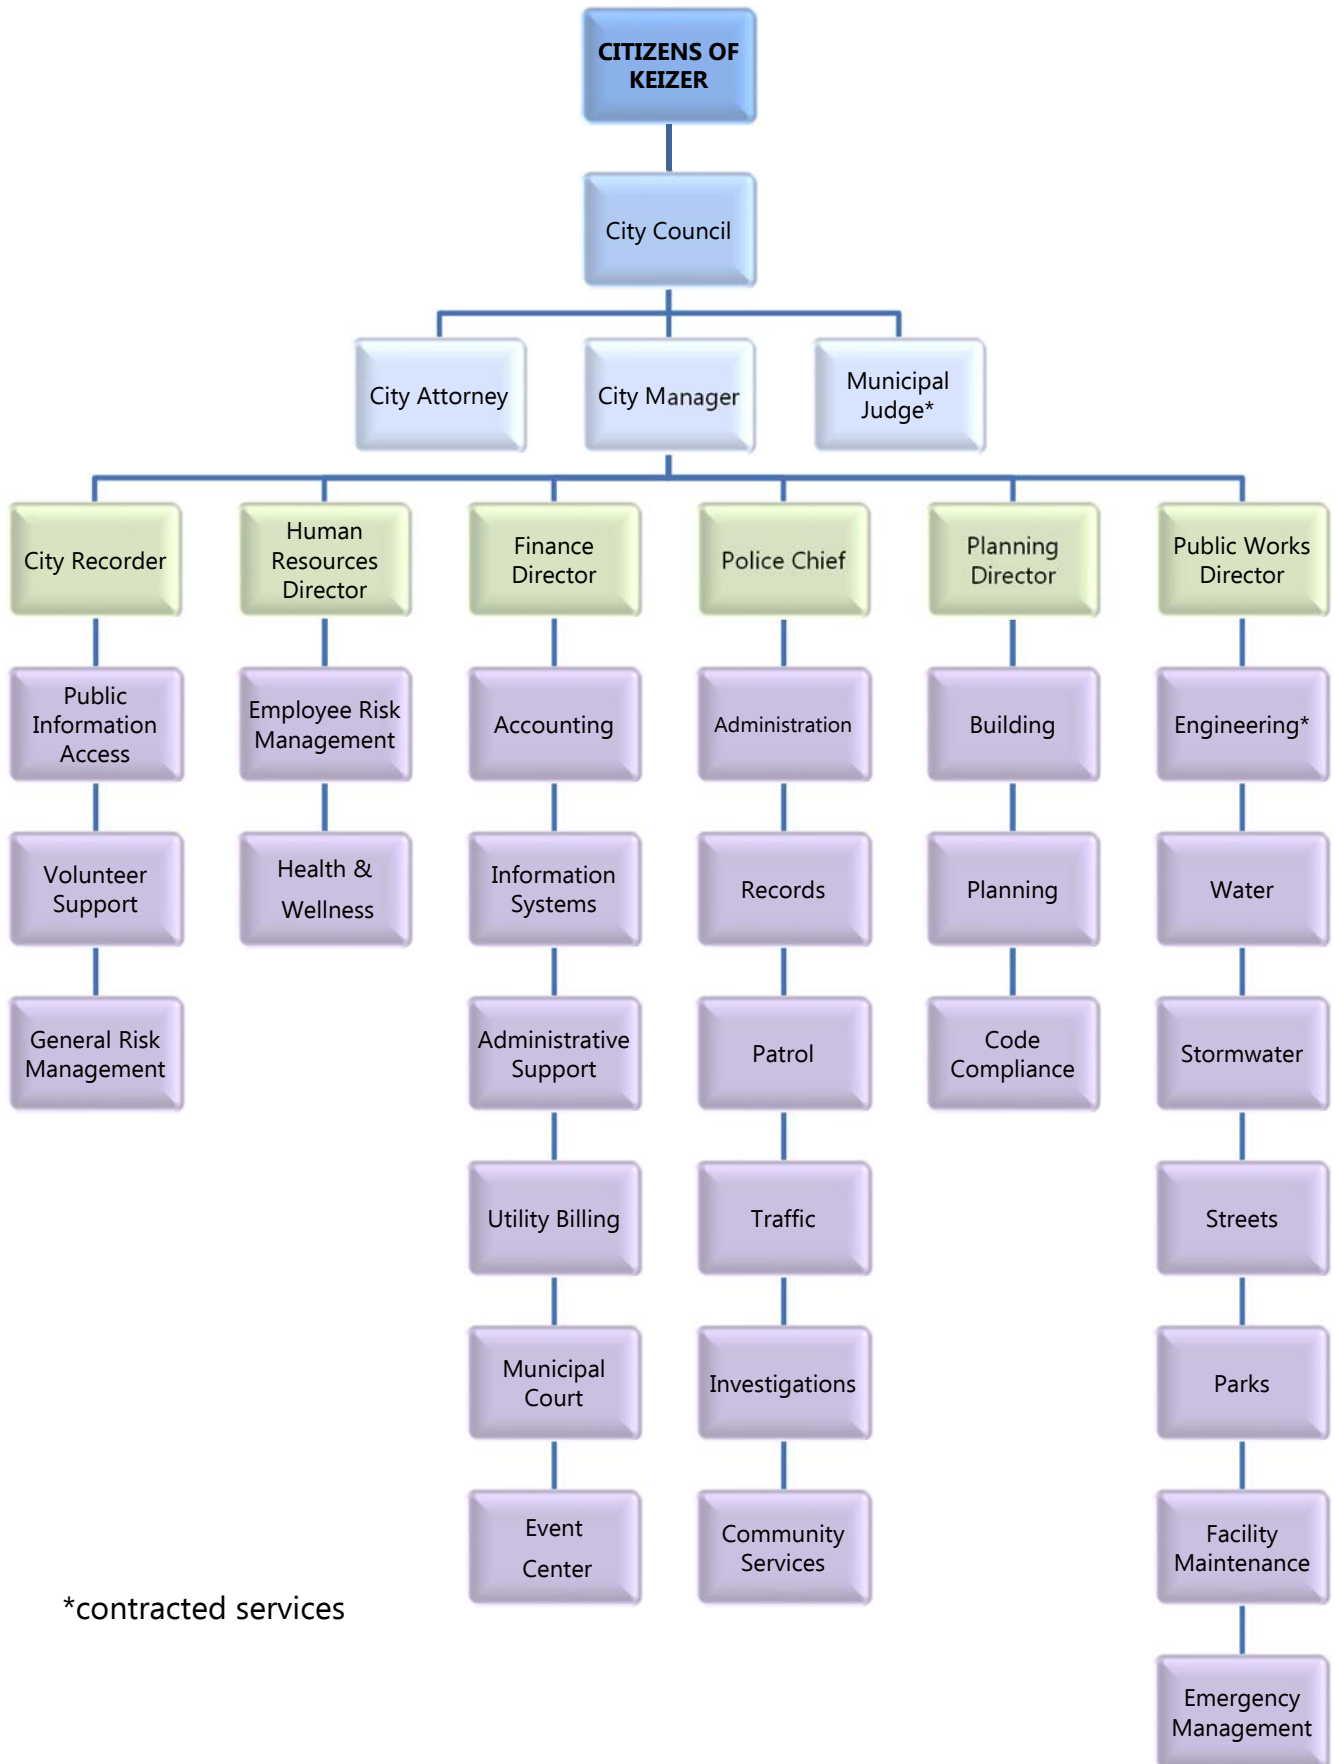 CITIZENS OF
KEIZER
City Council
City Attorney
City Manager
Municipal
Judge*
City Recorder
Human
Resources
Director
Finance
Director
Police Chief
Planning
Director
Public Works
Director
Public
Information
Access
Employee Risk
Management
Accounting
Administration
Building
Engineering*
Volunteer
Support
Health &
Wellness
Information
Systems
Records
Planning
Water
General Risk
Management
Administrative
Support
Patrol
Code
Compliance
Stormwater
Utility Billing
Traffic
Streets
Municipal
Court
Investigations
Parks
Event
Center
Community
Services
Facility
Maintenance
*contracted services
Emergency
Management